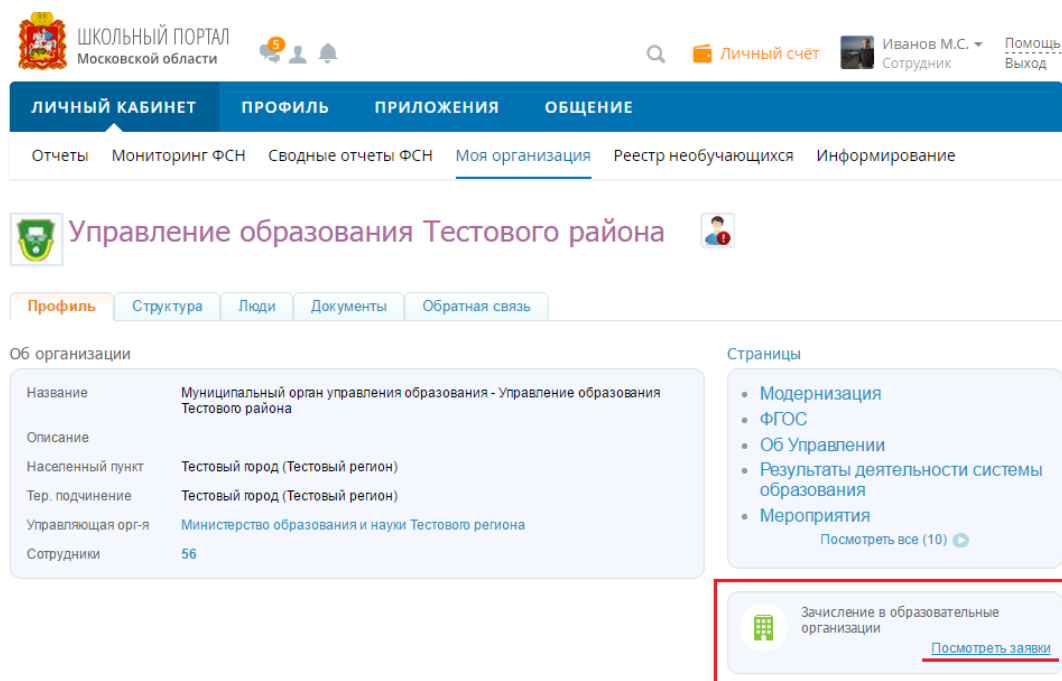 ШКОЛЬНЫЙ ПОРТАЛ
Московской области
5
Личный счёт
Иванов М.С.
Сотрудник
Помощь
Выход
ЛИЧНЫЙ КАБИНЕТ ПРОФИЛЬ ПРИЛОЖЕНИЯ ОБЩЕНИЕ
Отчеты Мониторинг ФСН Сводные отчеты ФСН Моя организация Реестр необучающихся Информирование
Управление образования Тестового района
Профиль Структура Люди Документы Обратная связь
Об организации
Название Муниципальный орган управления образования - Управление образования
Тестового района
Описание
Населенный пункт Тестовый город (Тестовый регион)
Тер. подчинение Тестовый город (Тестовый регион)
Управляющая орг-я Министерство образования и науки Тестового региона
Сотрудники 56
Страницы
Модернизация
ФГОС
Об Управлении
Результаты деятельности системы
образования
Мероприятия
Посмотреть все (10)
Зачисление в образовательные
организации
Посмотреть заявки